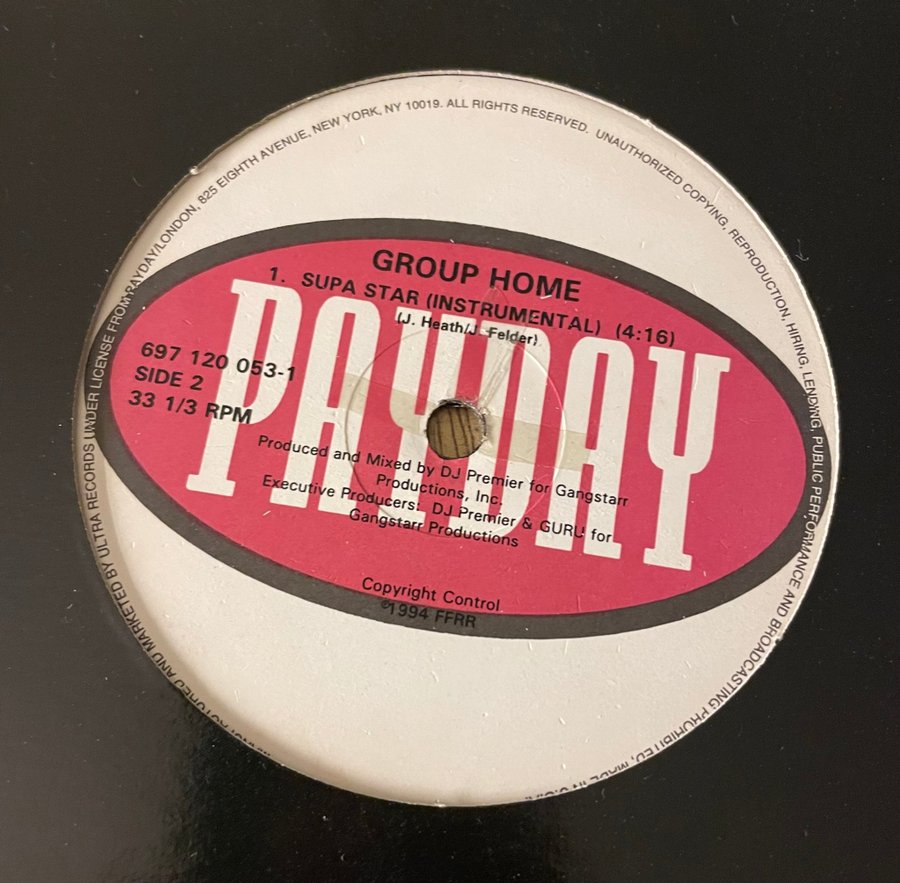 GROUP HOME
1. SUPA STAR (INSTRUMENTAL) (4:16)
(J. Heath/J. Felder)
PAYDAY
697 120 053-1
SIDE 2
33 1/3 RPM
Produced and Mixed by DJ Premier for Gangstarr
Productions, Inc.
Executive Producers: DJ Premier & GURU for
Gangstarr Productions
Copyright Control
©1994 FFRR
AND MARKETED BY ULTRA RECORDS UNDER LICENSE FROM PAYDAY/LONDON, 825 EIGHTH AVENUE, NEW YORK, NY 10019. ALL RIGHTS RESERVED. UNAUTHORIZED COPYING, REPRODUCTION, HIRING, LENDING, PUBLIC PERFORMANCE AND BROADCASTING PROHIBITED, MADE IN